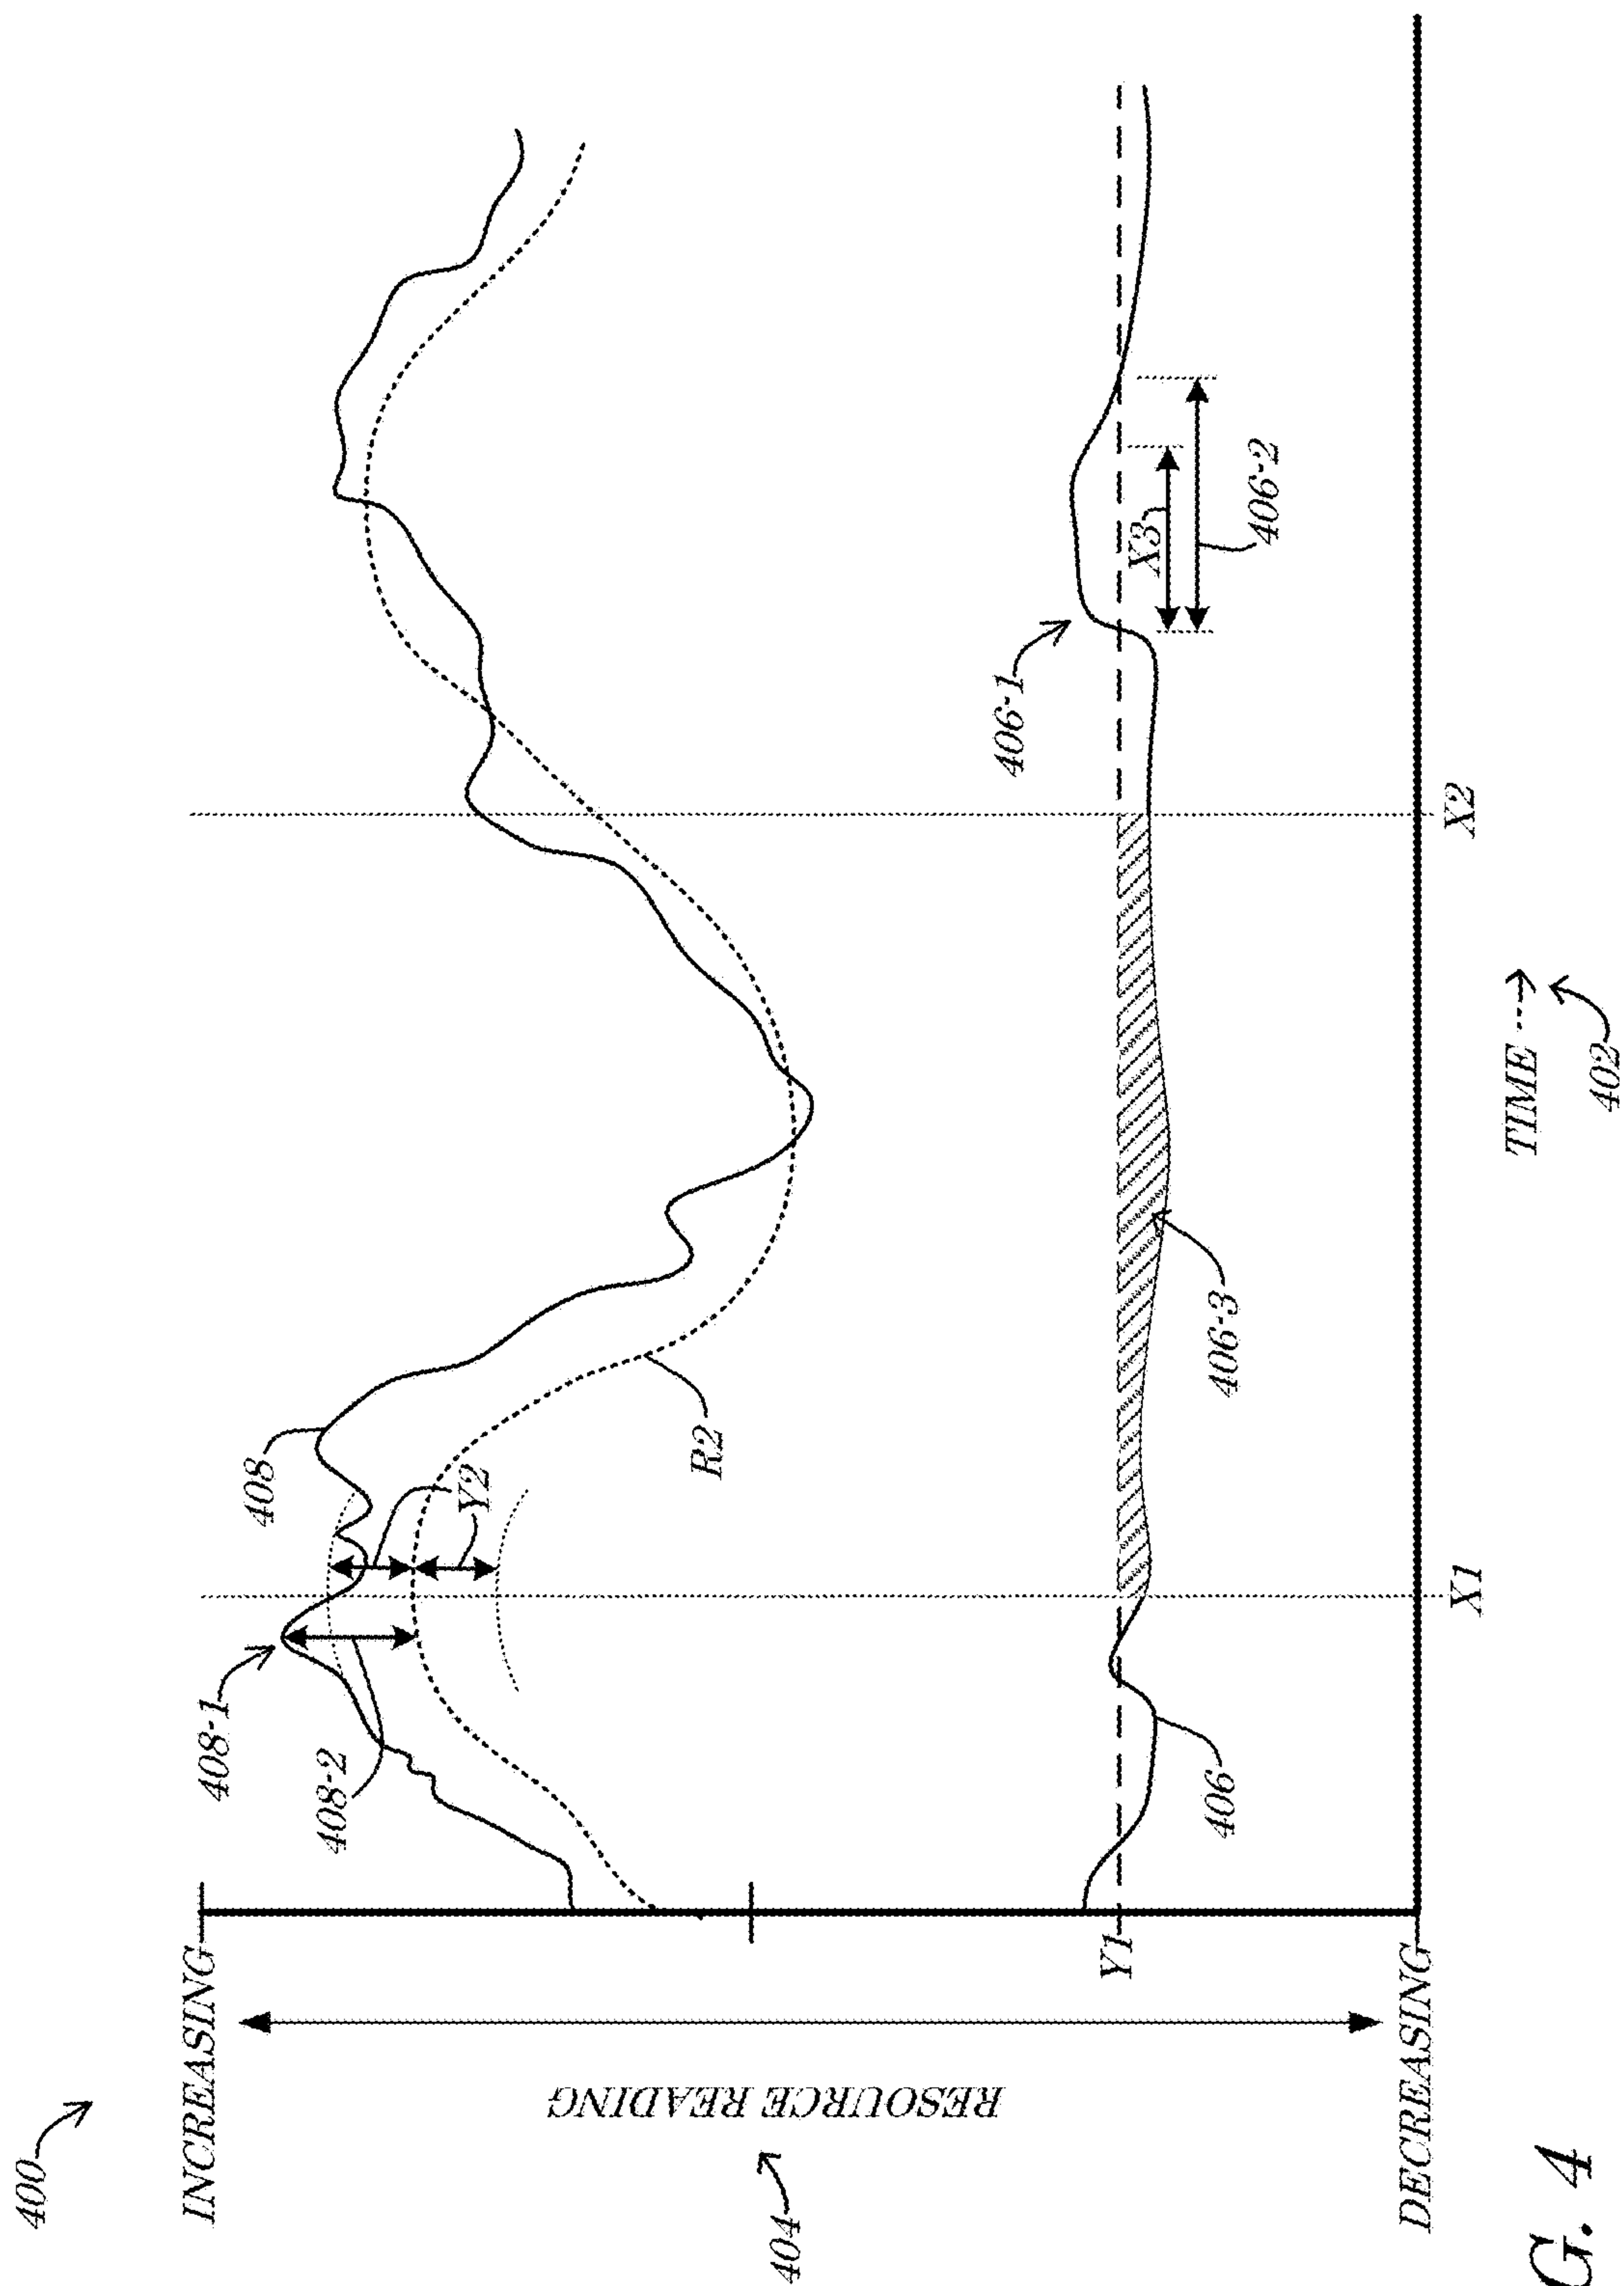 400
INCREASING
408-1
408
408-2
Y2
R2
404
RESOURCE READING
406-1
Y1
X3
406-2
406
406-3
DECREASING
X1
X2
TIME
402
G. 4